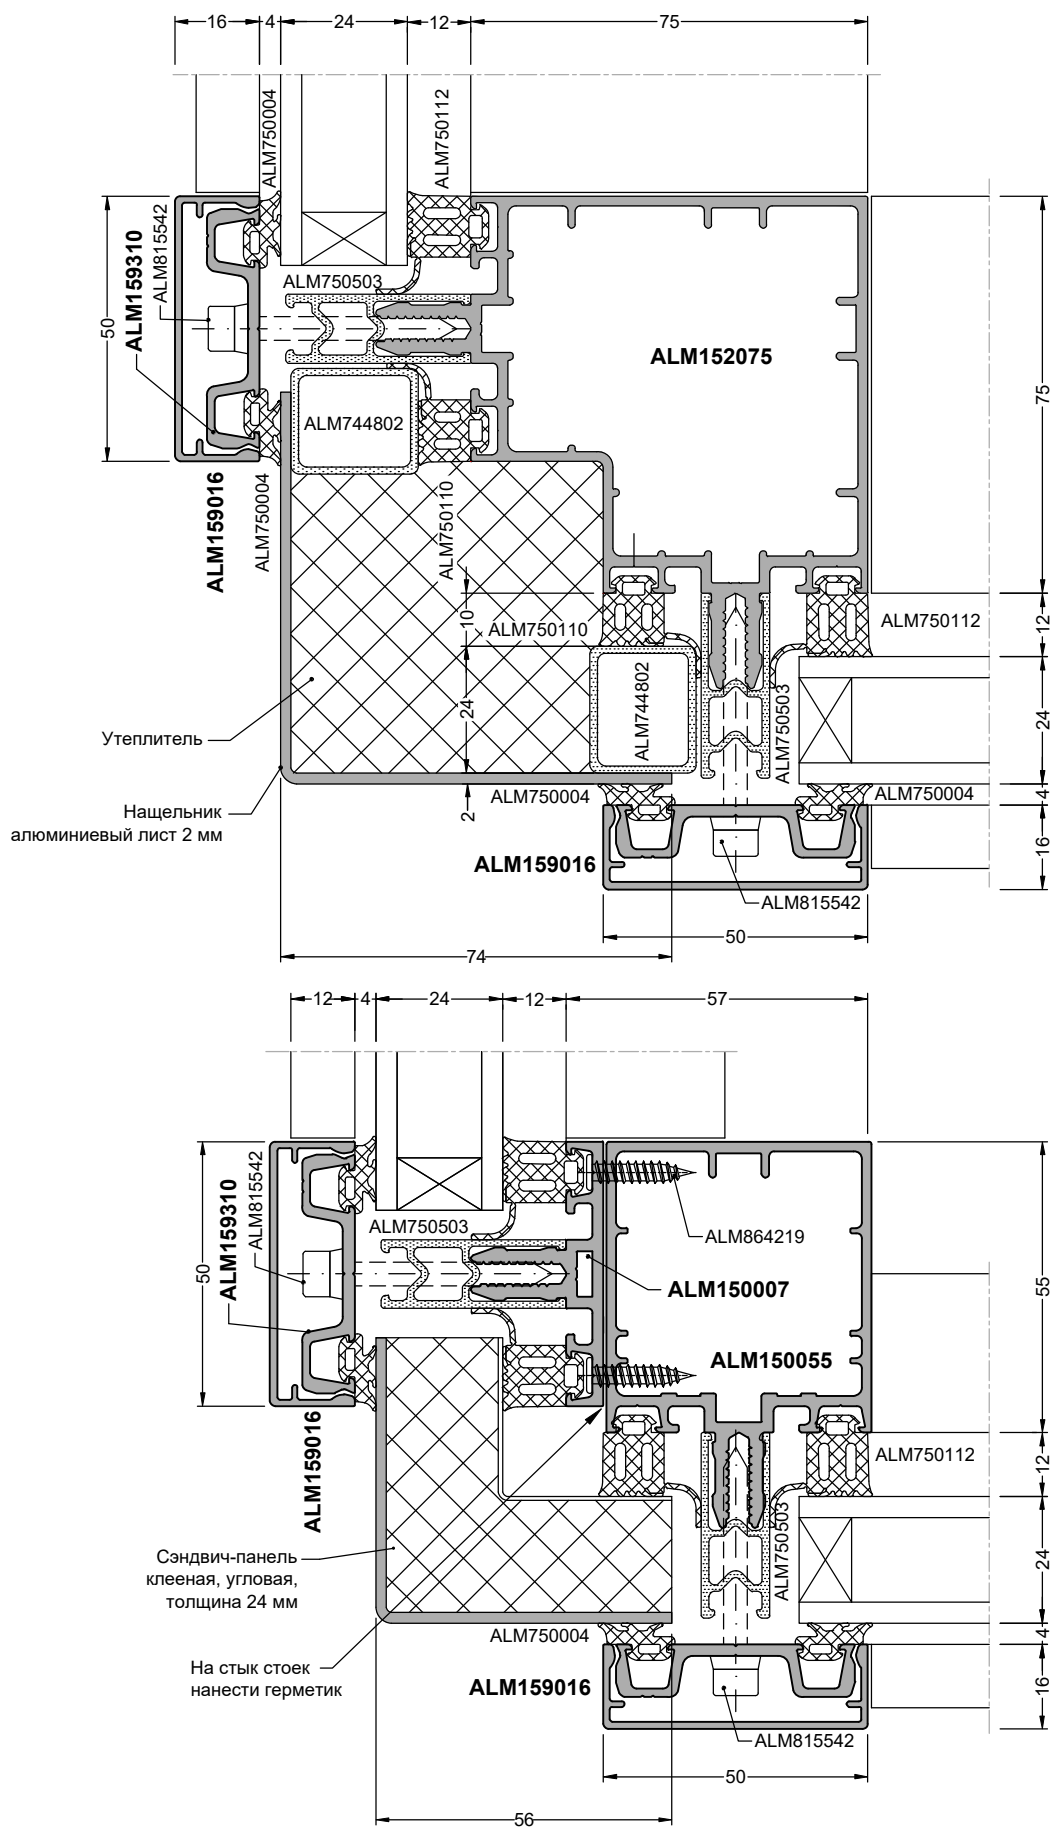 16
4
24
12
75
ALM750004
ALM750112
ALM815542
ALM159310
50
ALM750503
ALM152075
75
ALM744802
ALM159016
ALM750004
ALM750110
10
ALM750110
ALM750112
12
24
ALM744802
ALM750503
24
Утеплитель
Нащельник
алюминиевый лист 2 мм
2
ALM750004
ALM750004
4
16
ALM159016
ALM815542
50
74
12
4
24
12
57
ALM815542
ALM159310
50
ALM750503
ALM864219
ALM150007
55
ALM150055
ALM159016
ALM750112
12
ALM750503
24
Сэндвич-панель
клееная, угловая,
толщина 24 мм
ALM750004
4
На стык стоек
нанести герметик
ALM159016
16
ALM815542
50
56